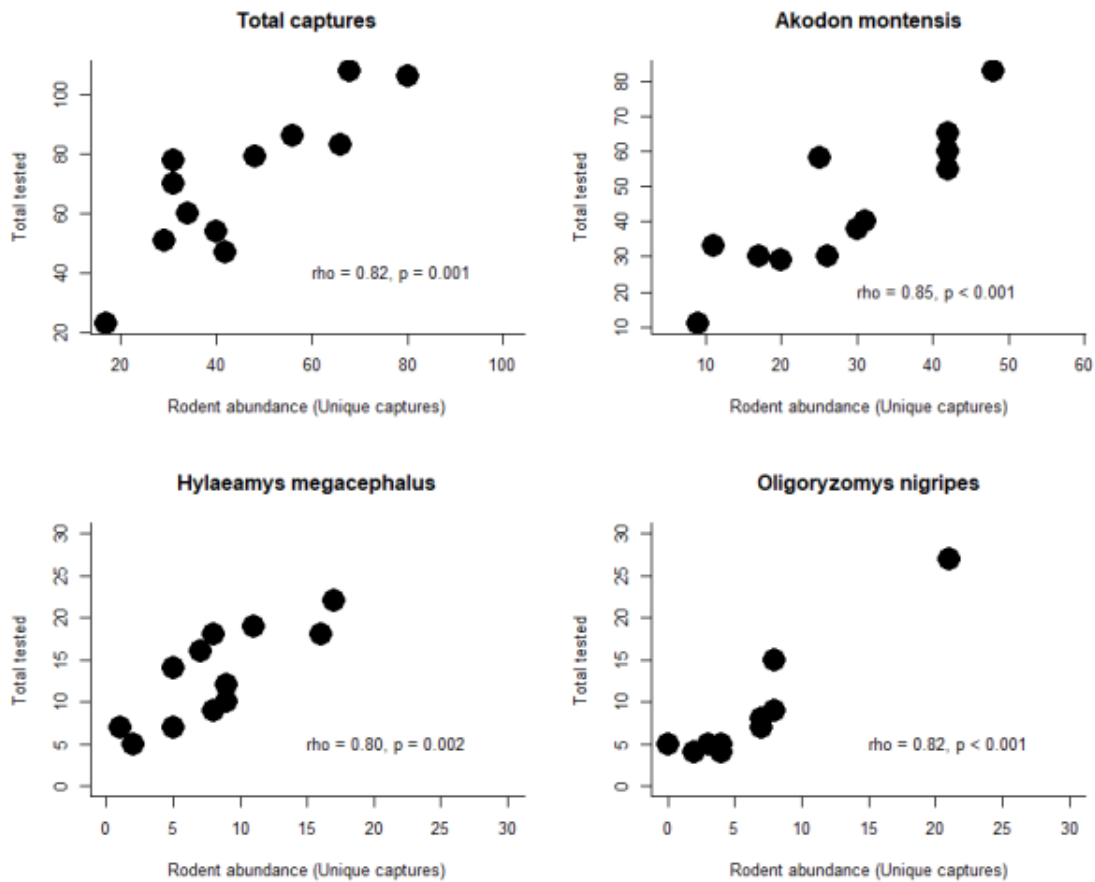 Total captures
Total tested
20
40
60
80
100
rho = 0.82, p = 0.001
20 40 60 80 100
Rodent abundance (Unique captures)
Akodon montensis
Total tested
10
20
30
40
50
60
70
80
rho = 0.85, p < 0.001
10 20 30 40 50 60
Rodent abundance (Unique captures)
Hylaeamys megacephalus
Total tested
0
5
10
15
20
25
30
rho = 0.80, p = 0.002
0 5 10 15 20 25 30
Rodent abundance (Unique captures)
Oligoryzomys nigripes
Total tested
0
5
10
15
20
25
30
rho = 0.82, p < 0.001
0 5 10 15 20 25 30
Rodent abundance (Unique captures)